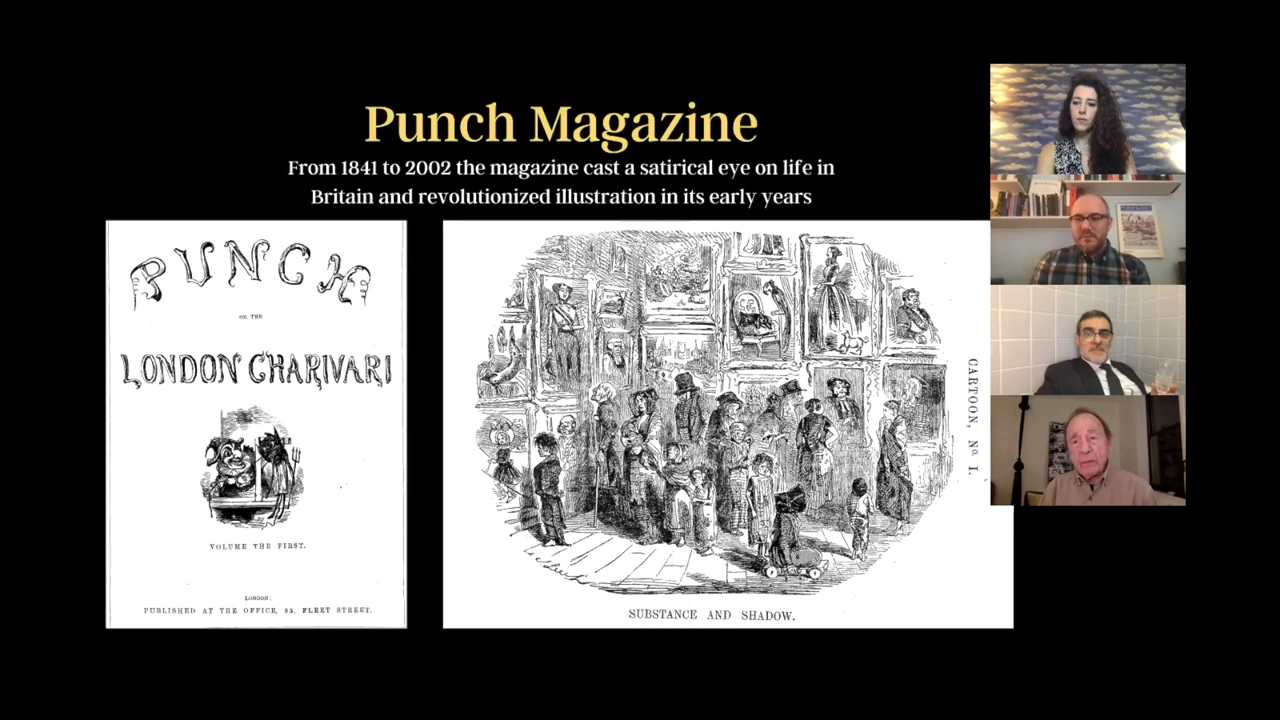 Punch Magazine
From 1841 to 2002 the magazine cast a satirical eye on life in
Britain and revolutionized illustration in its early years
PUNCH
OR THE
LONDON CHARIVARI
VOLUME THE FIRST.
LONDON:
PUBLISHED AT THE OFFICE, 85, FLEET STREET.
CARTOON, Nº. I.
SUBSTANCE AND SHADOW.